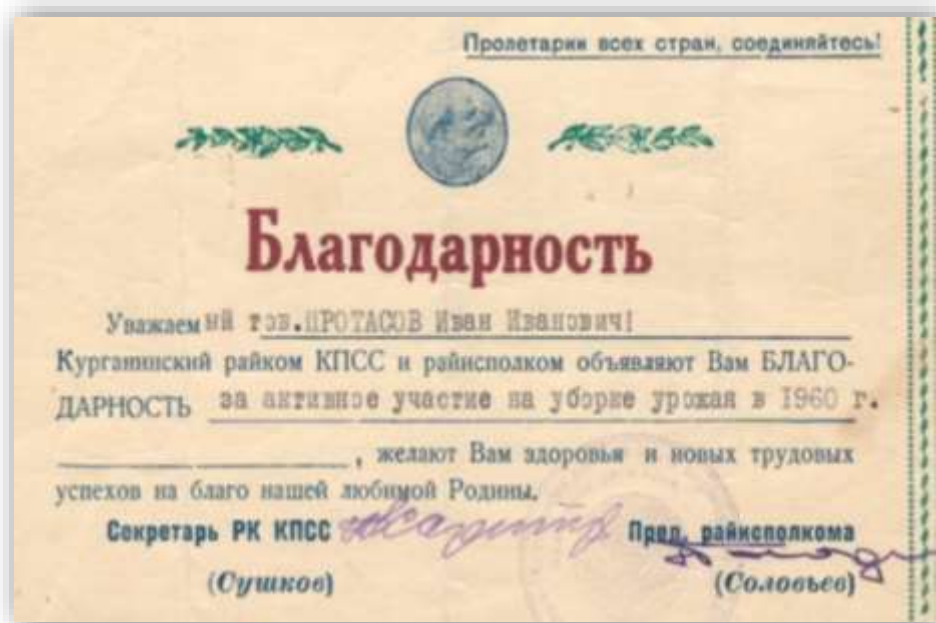 Пролетарии всех стран, соединяйтесь!
Благодарность
Уважаемый тов.ПРОТАСОВ Иван Иванович!
Курганинский райком КПСС и райисполком объявляют Вам БЛАГО-
ДАРНОСТЬ за активное участие на уборке урожая в 1960 г.
, желают Вам здоровья и новых трудовых
успехов на благо нашей любимой Родины.
Секретарь РК КПСС Пред. райисполкома
(Сушков) (Соловьев)